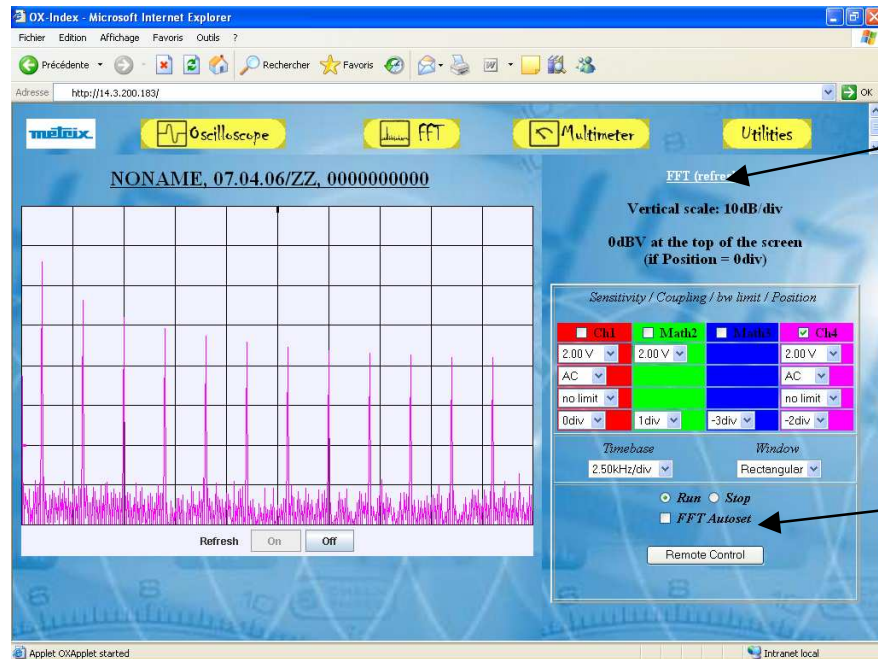 OX-Index - Microsoft Internet Explorer
Fichier Edition Affichage Favoris Outils ?
Précédente Rechercher Favoris
Adresse http://14.3.200.183/ OK
metrix Oscilloscope FFT Multimeter Utilities
NONAME, 07.04.06/ZZ, 0000000000
FFT
Vertical scale: 10dB/div
0dBV at the top of the screen
(if Position = 0div)
Sensitivity / Coupling / bw limit / Position
Ch1 Math2 Math3 Ch4
2.00 V 2.00 V 2.00 V
AC AC
no limit no limit
0div 1div -3div -2div
Timebase Window
2.50kHz/div Rectangular
Run Stop
FFT Autoset
Refresh On Off
Remote Control
Applet OXApplet started Intranet local